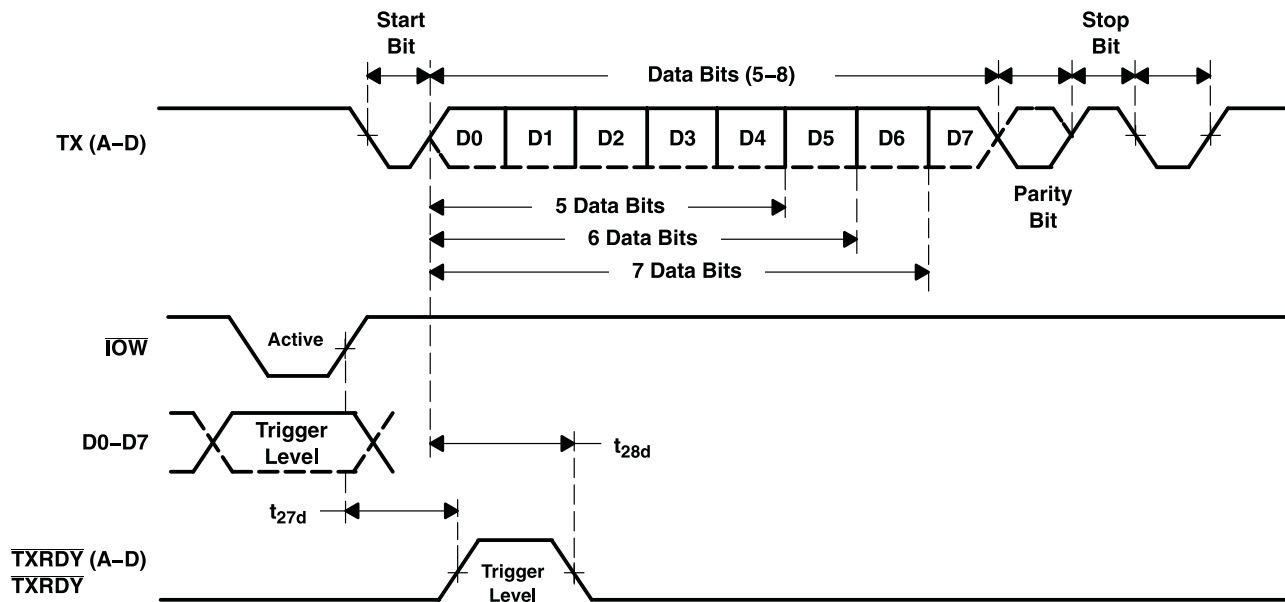 Start
Bit
Stop
Bit
Data Bits (5–8)
TX (A–D)
D0 D1 D2 D3 D4 D5 D6 D7
Parity
Bit
5 Data Bits
6 Data Bits
7 Data Bits
IOW
Active
D0–D7
Trigger
Level
t28d
t27d
TXRDY (A–D)
TXRDY
Trigger
Level